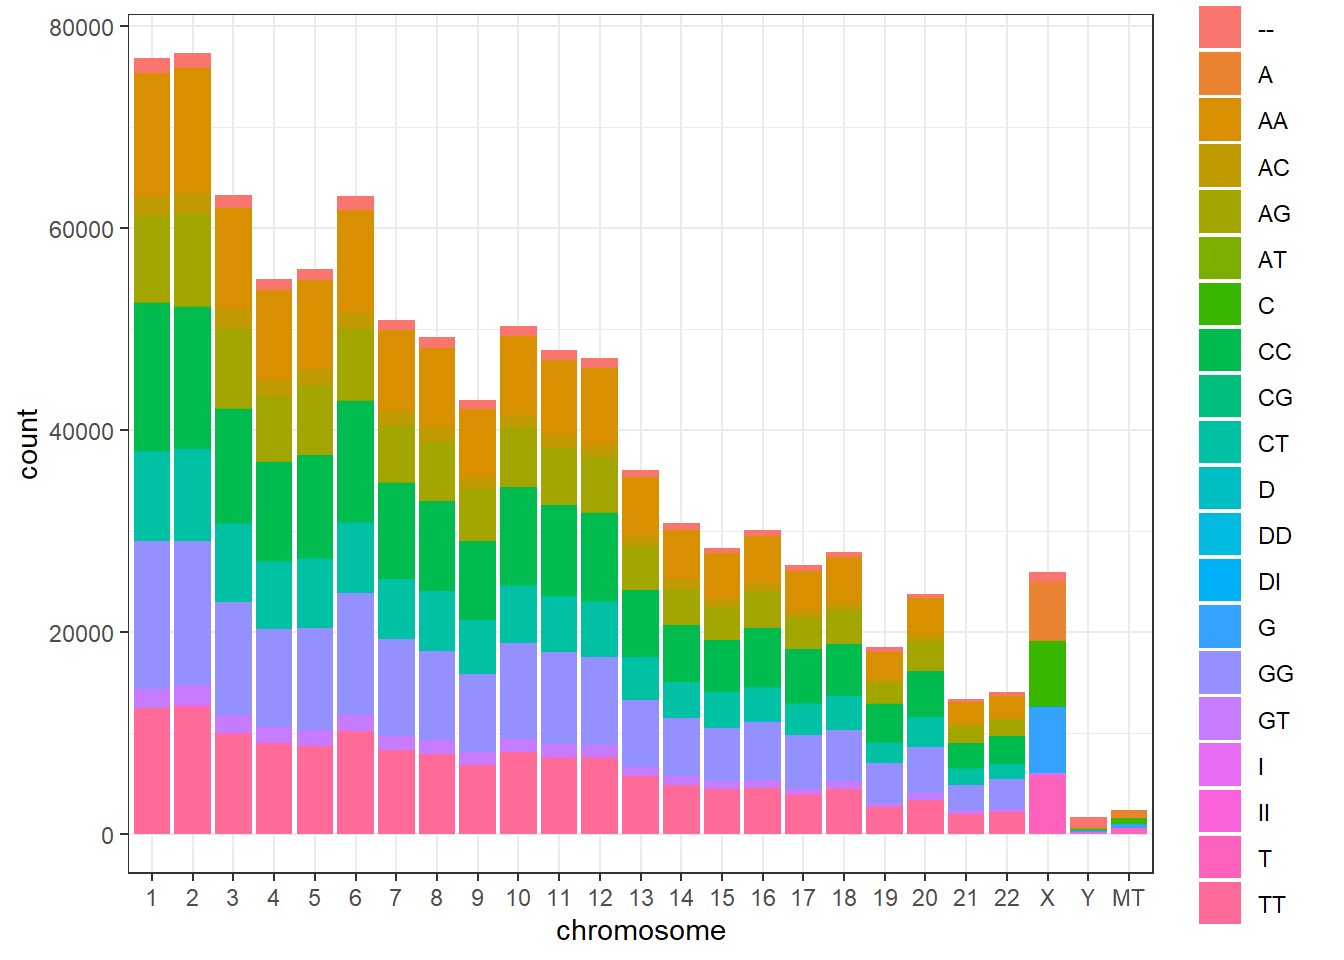 80000
60000
40000
20000
0
count
1 2 3 4 5 6 7 8 9 10 11 12 13 14 15 16 17 18 19 20 21 22 X Y MT
chromosome
--
A
AA
AC
AG
AT
C
CC
CG
CT
D
DD
DI
G
GG
GT
I
II
T
TT